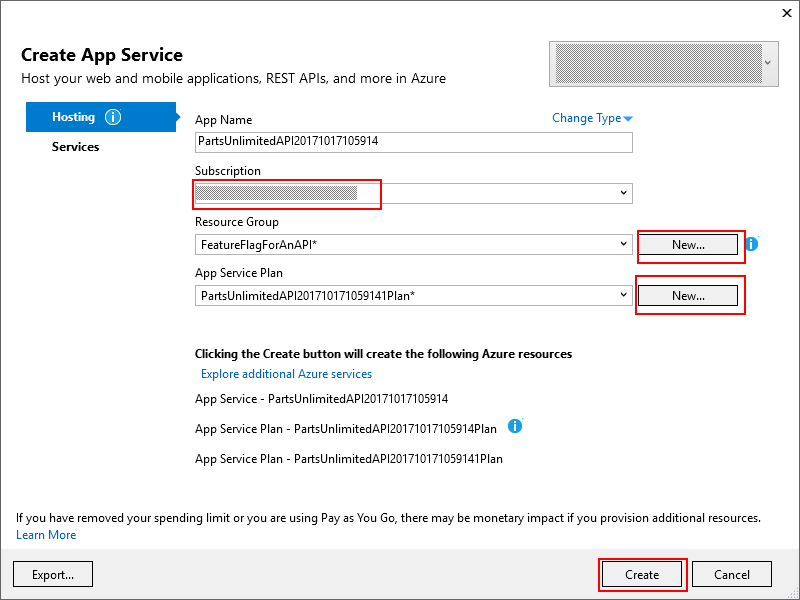 Create App Service
Host your web and mobile applications, REST APIs, and more in Azure
Hosting
Services
App Name
Change Type
PartsUnlimitedAPI20171017105914
Subscription
Resource Group
FeatureFlagForAnAPI*
New...
App Service Plan
PartsUnlimitedAPI201710171059141Plan*
New...
Clicking the Create button will create the following Azure resources
Explore additional Azure services
App Service - PartsUnlimitedAPI20171017105914
App Service Plan - PartsUnlimitedAPI20171017105914Plan
App Service Plan - PartsUnlimitedAPI201710171059141Plan
If you have removed your spending limit or you are using Pay as You Go, there may be monetary impact if you provision additional resources.
Learn More
Export...
Create
Cancel